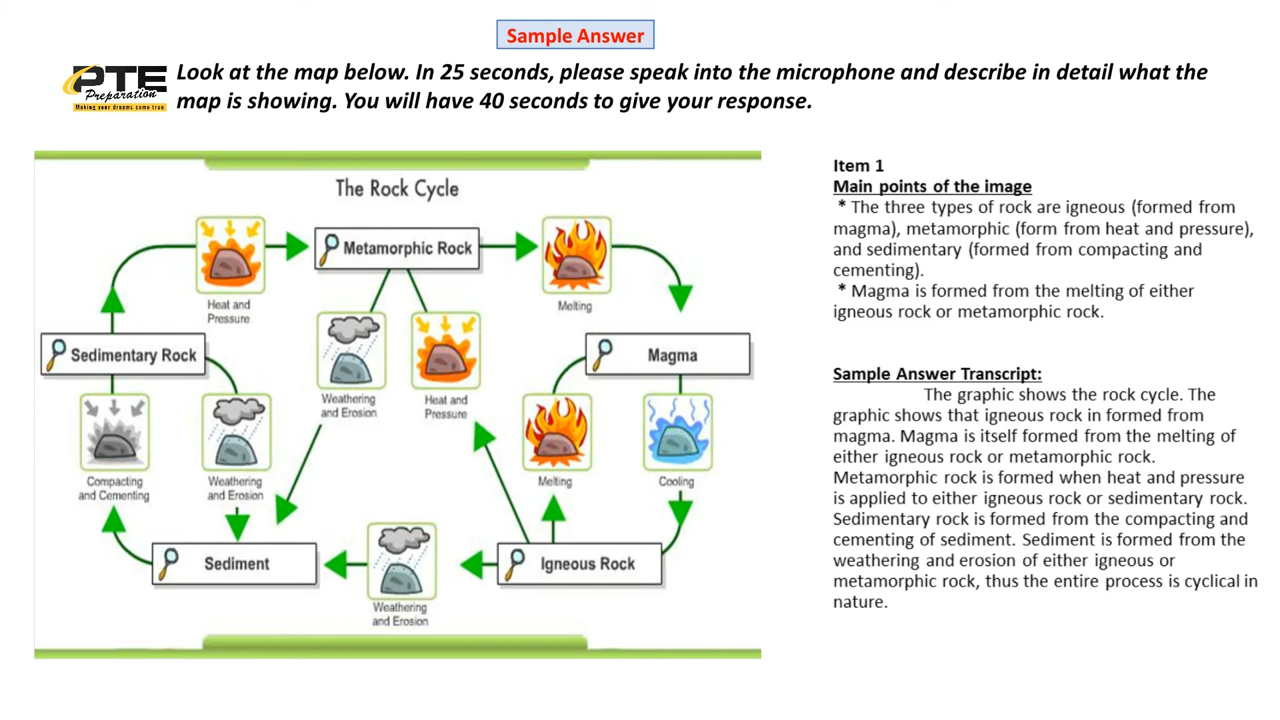 Sample Answer
PTE
Preparation
Making your dreams come true
Look at the map below. In 25 seconds, please speak into the microphone and describe in detail what the
map is showing. You will have 40 seconds to give your response.
The Rock Cycle
Metamorphic Rock
Heat and
Pressure
Melting
Sedimentary Rock
Magma
Weathering
and Erosion
Heat and
Pressure
Compacting
and Cementing
Weathering
and Erosion
Melting
Cooling
Sediment
Igneous Rock
Weathering
and Erosion
Item 1
Main points of the image
* The three types of rock are igneous (formed from
magma), metamorphic (form from heat and pressure),
and sedimentary (formed from compacting and
cementing).
* Magma is formed from the melting of either
igneous rock or metamorphic rock.
Sample Answer Transcript:
The graphic shows the rock cycle. The
graphic shows that igneous rock in formed from
magma. Magma is itself formed from the melting of
either igneous rock or metamorphic rock.
Metamorphic rock is formed when heat and pressure
is applied to either igneous rock or sedimentary rock.
Sedimentary rock is formed from the compacting and
cementing of sediment. Sediment is formed from the
weathering and erosion of either igneous or
metamorphic rock, thus the entire process is cyclical in
nature.